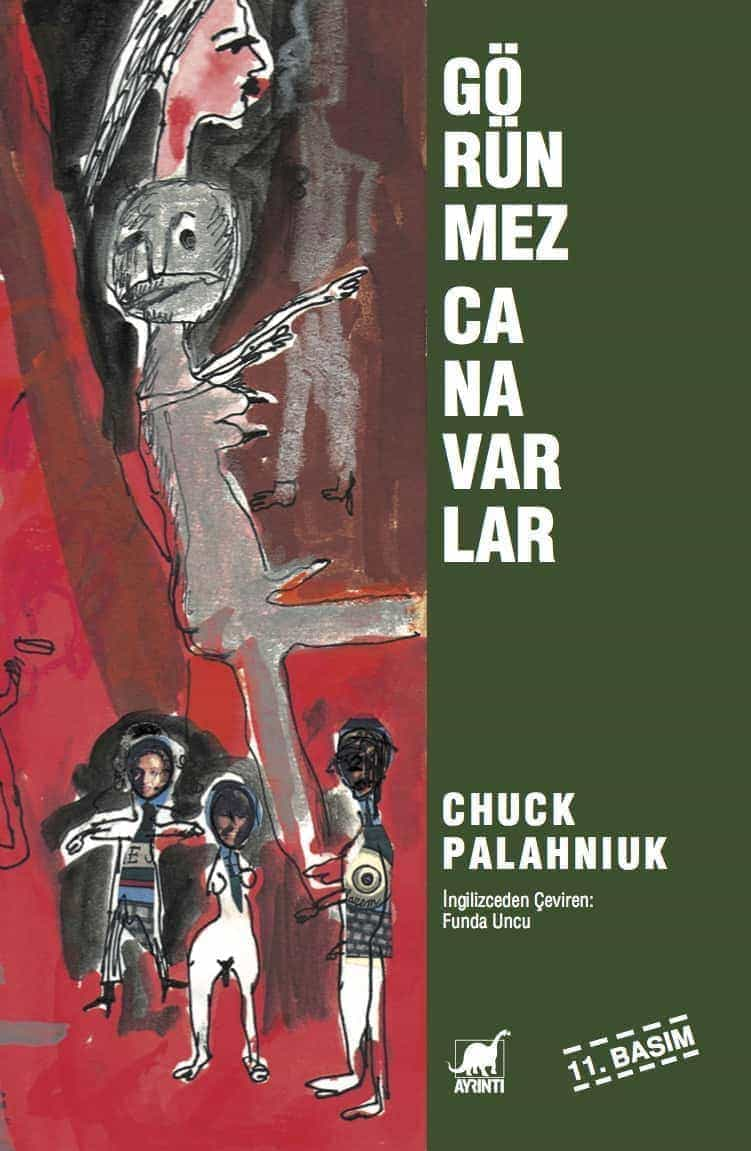 GÖ
RÜN
MEZ
CA
NA
VAR
LAR
CHUCK
PALAHNIUK
İngilizceden Çeviren:
Funda Uncu
AYRINTI
11. BASIM